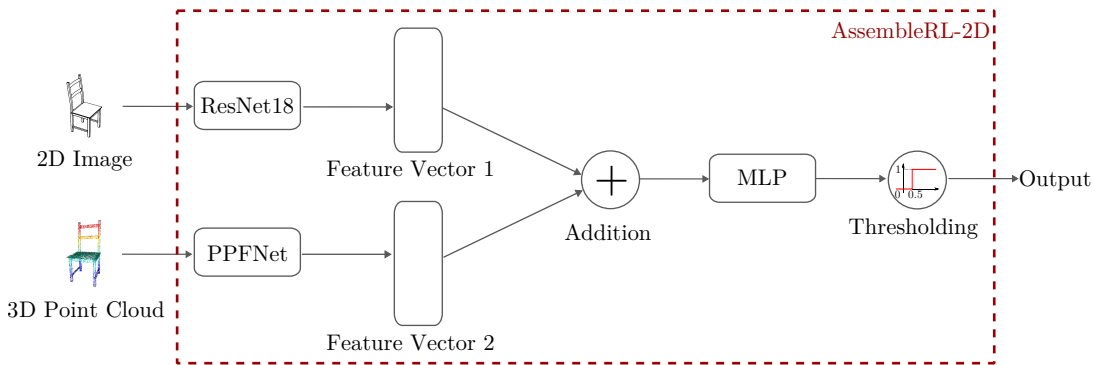 AssembleRL-2D
2D Image
ResNet18
Feature Vector 1
3D Point Cloud
PPFNet
Feature Vector 2
Addition
MLP
1
0 0.5
Thresholding
Output